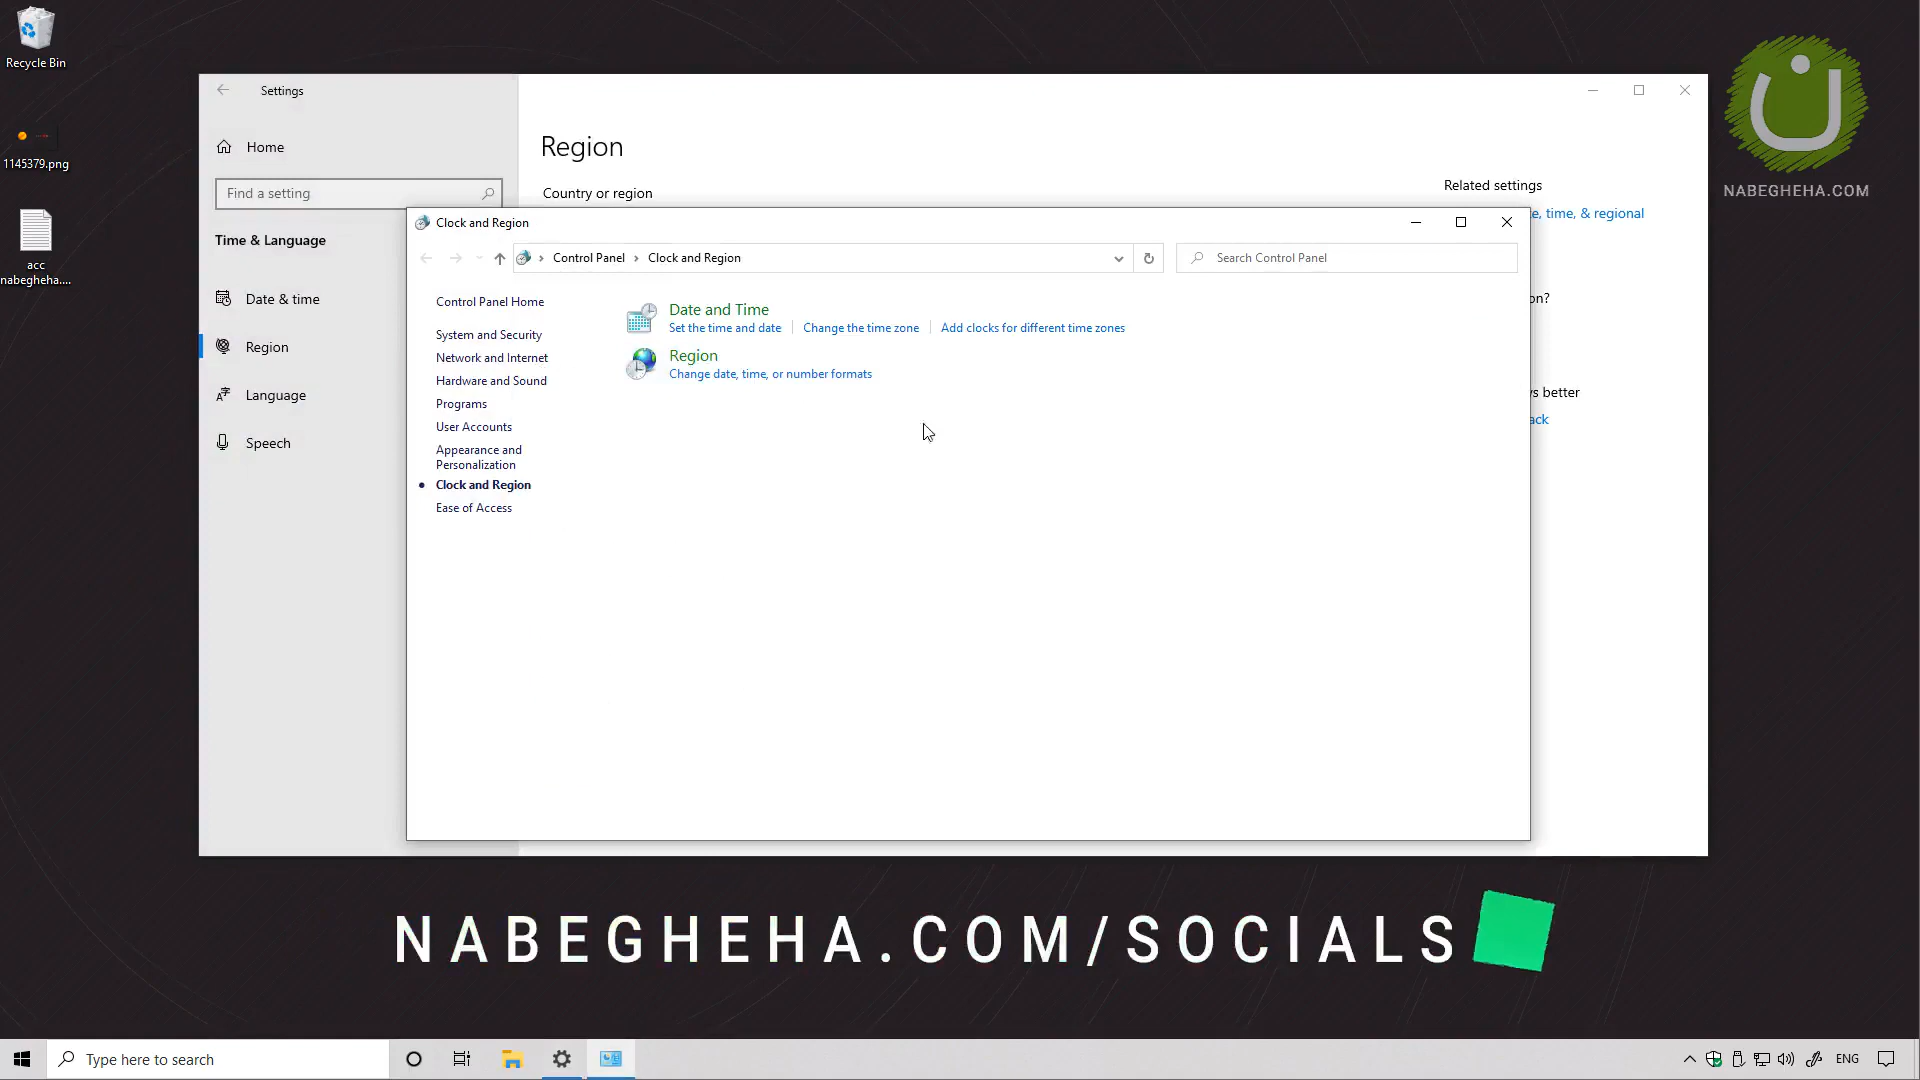 Recycle Bin
1145379.png
acc
nabegheha....
Settings
Home
Find a setting
Time & Language
Date & time
Region
Language
Speech
Region
Country or region
Related settings
e, time, & regional
on?
s better
ack
Clock and Region
Control Panel › Clock and Region
Search Control Panel
Control Panel Home
System and Security
Network and Internet
Hardware and Sound
Programs
User Accounts
Appearance and
Personalization
Clock and Region
Ease of Access
Date and Time
Set the time and date
Change the time zone
Add clocks for different time zones
Region
Change date, time, or number formats
NABEGHEHA.COM
NABEGHEHA.COM/SOCIALS
Type here to search
ENG